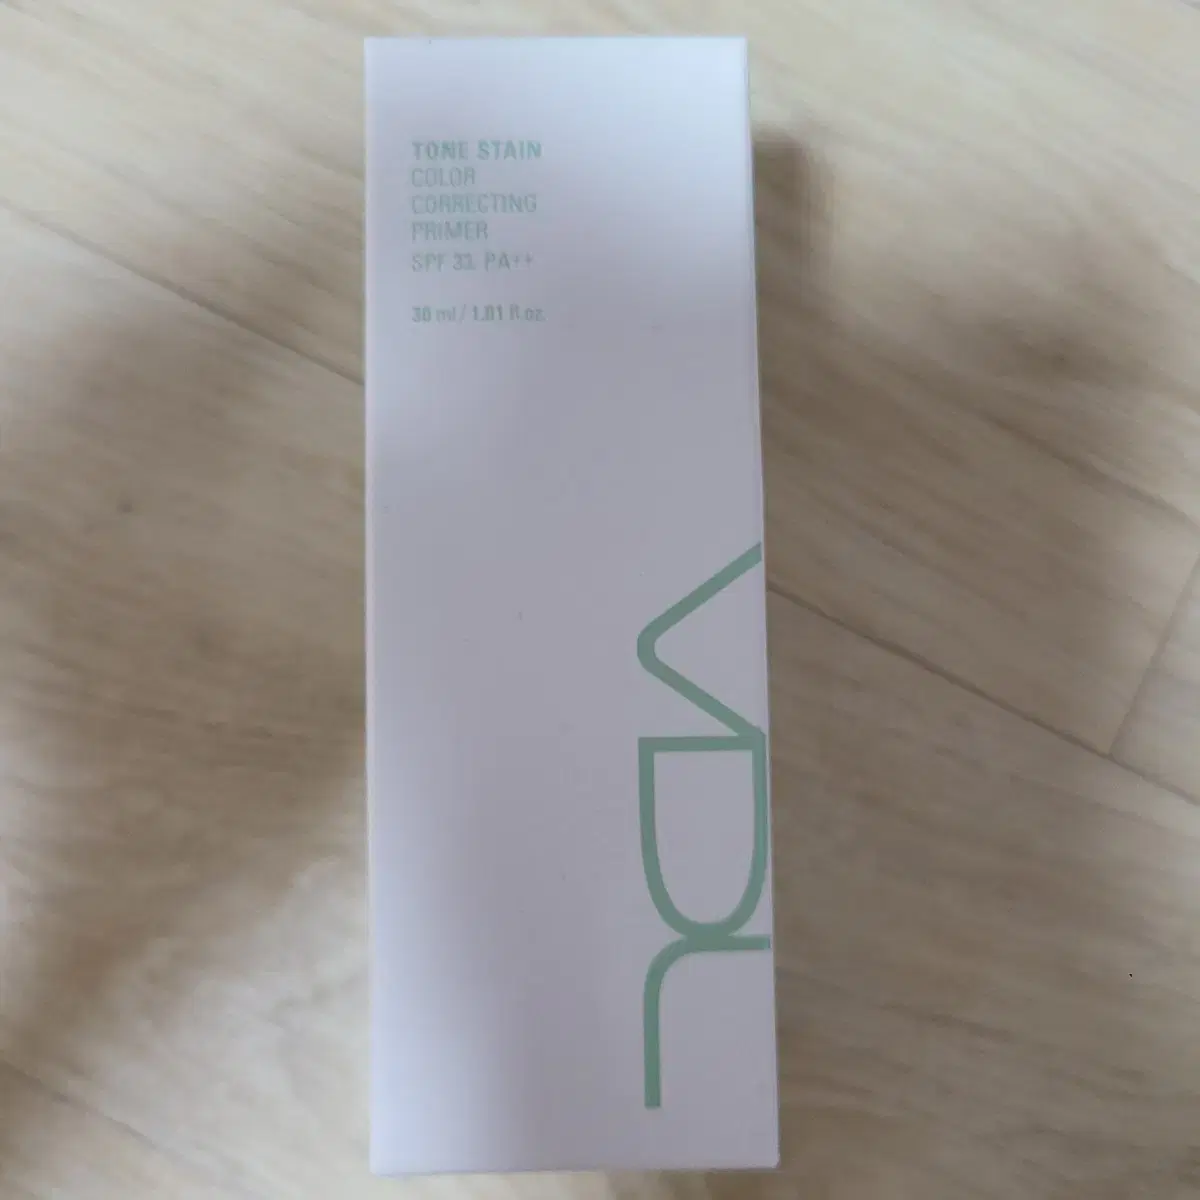 TONE STAIN
COLOR
CORRECTING
PRIMER
SPF 33, PA++
30 ml / 1.01 fl.oz.
VDL